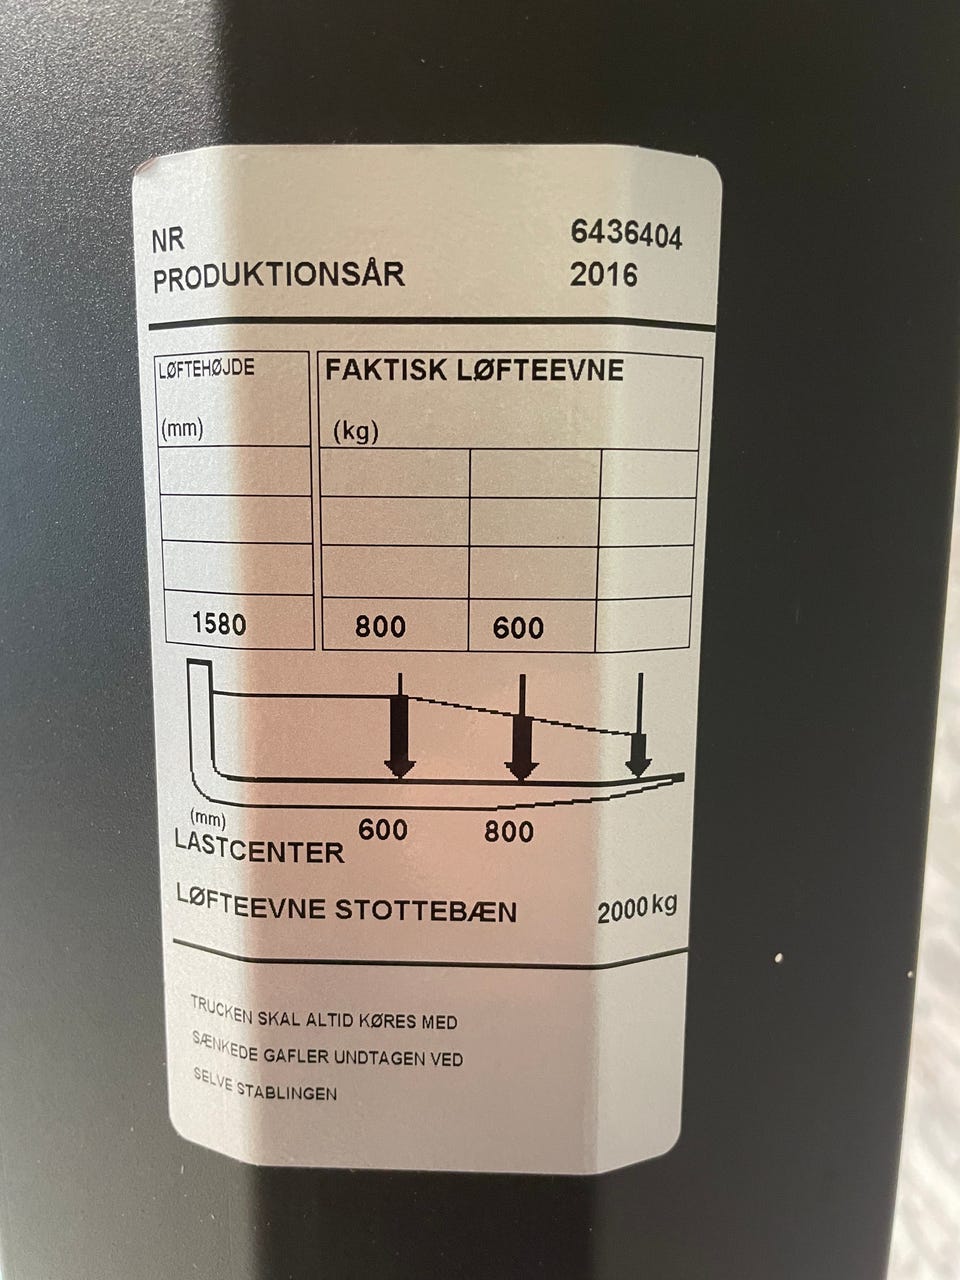 NR 6436404
PRODUKTIONSÅR 2016
LØFTEHØJDE FAKTISK LØFTEEVNE
(mm) (kg)
1580 800 600
(mm) 600 800
LASTCENTER
LØFTEEVNE STOTTEBÆN 2000 kg
TRUCKEN SKAL ALTID KØRES MED
SÆNKEDE GAFLER UNDTAGEN VED
SELVE STABLINGEN